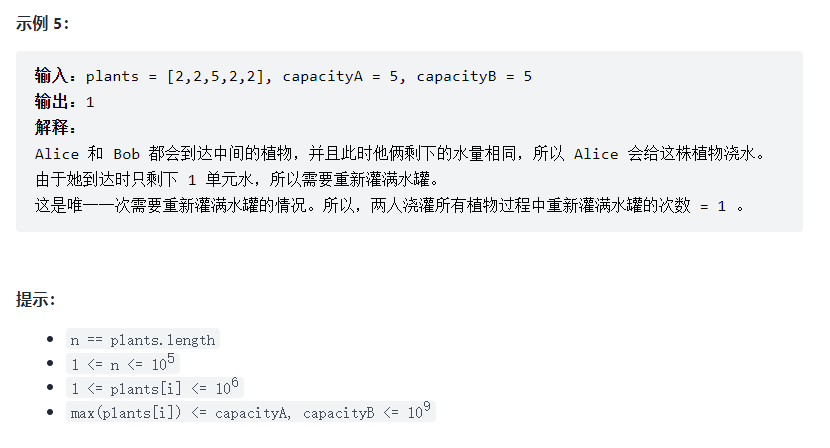 示例 5：
输入：plants = [2,2,5,2,2], capacityA = 5, capacityB = 5
输出：1
解释：
Alice 和 Bob 都会到达中间的植物，并且此时他俩剩下的水量相同，所以 Alice 会给这株植物浇水。
由于她到达时只剩下 1 单元水，所以需要重新灌满水罐。
这是唯一一次需要重新灌满水罐的情况。所以，两人浇灌所有植物过程中重新灌满水罐的次数 = 1 。
提示：
n == plants.length
1 <= n <= 10⁵
1 <= plants[i] <= 10⁶
max(plants[i]) <= capacityA, capacityB <= 10⁹